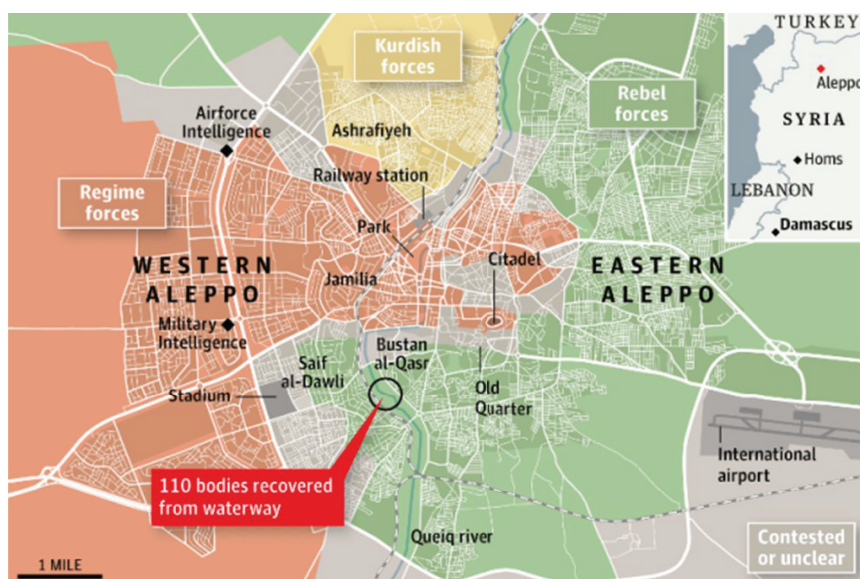 Kurdish
forces
Airforce
Intelligence
Ashrafiyeh
Railway station
Regime
forces
Park
WESTERN
ALEPPO
Jamilia
Military
Intelligence
Saif
al-Dawli
Stadium
Bustan
al-Qasr
Citadel
Old
Quarter
Rebel
forces
EASTERN
ALEPPO
International
airport
110 bodies recovered
from waterway
Queiq river
Contested
or unclear
1 MILE
TURKEY
Aleppo
SYRIA
Homs
LEBANON
Damascus